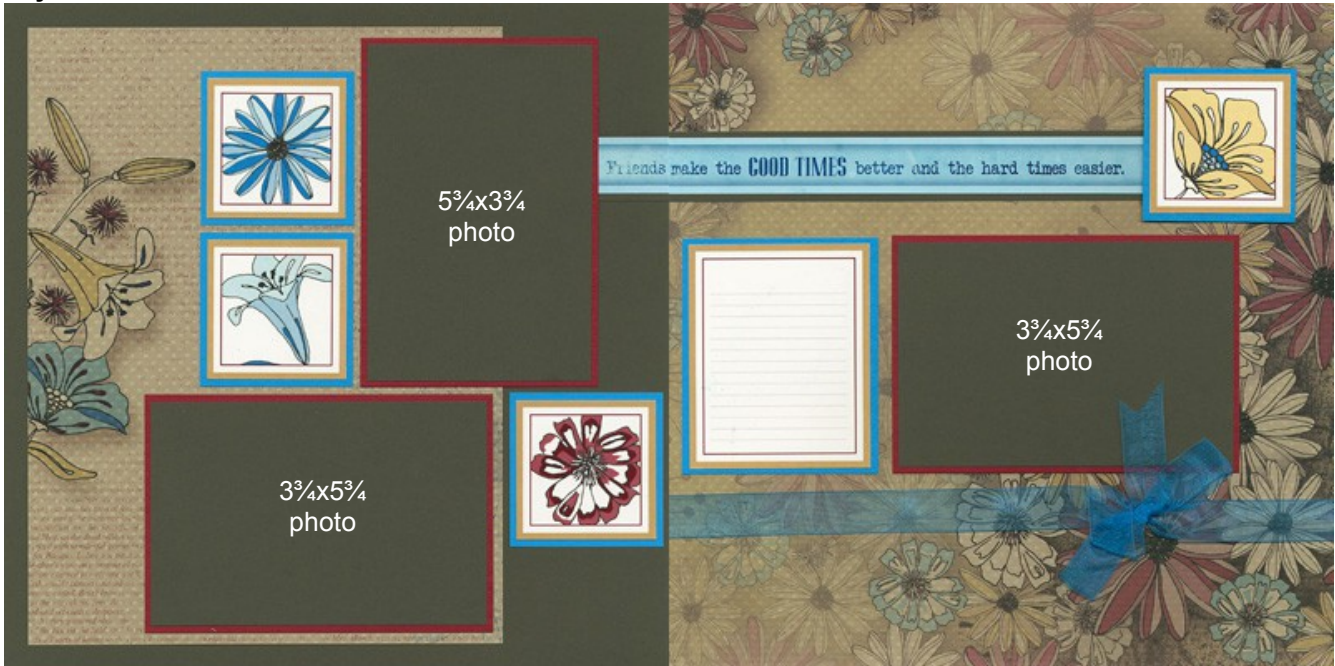 5¾x3¾
photo
Friends make the GOOD TIMES better and the hard times easier.
3¾x5¾
photo
3¾x5¾
photo